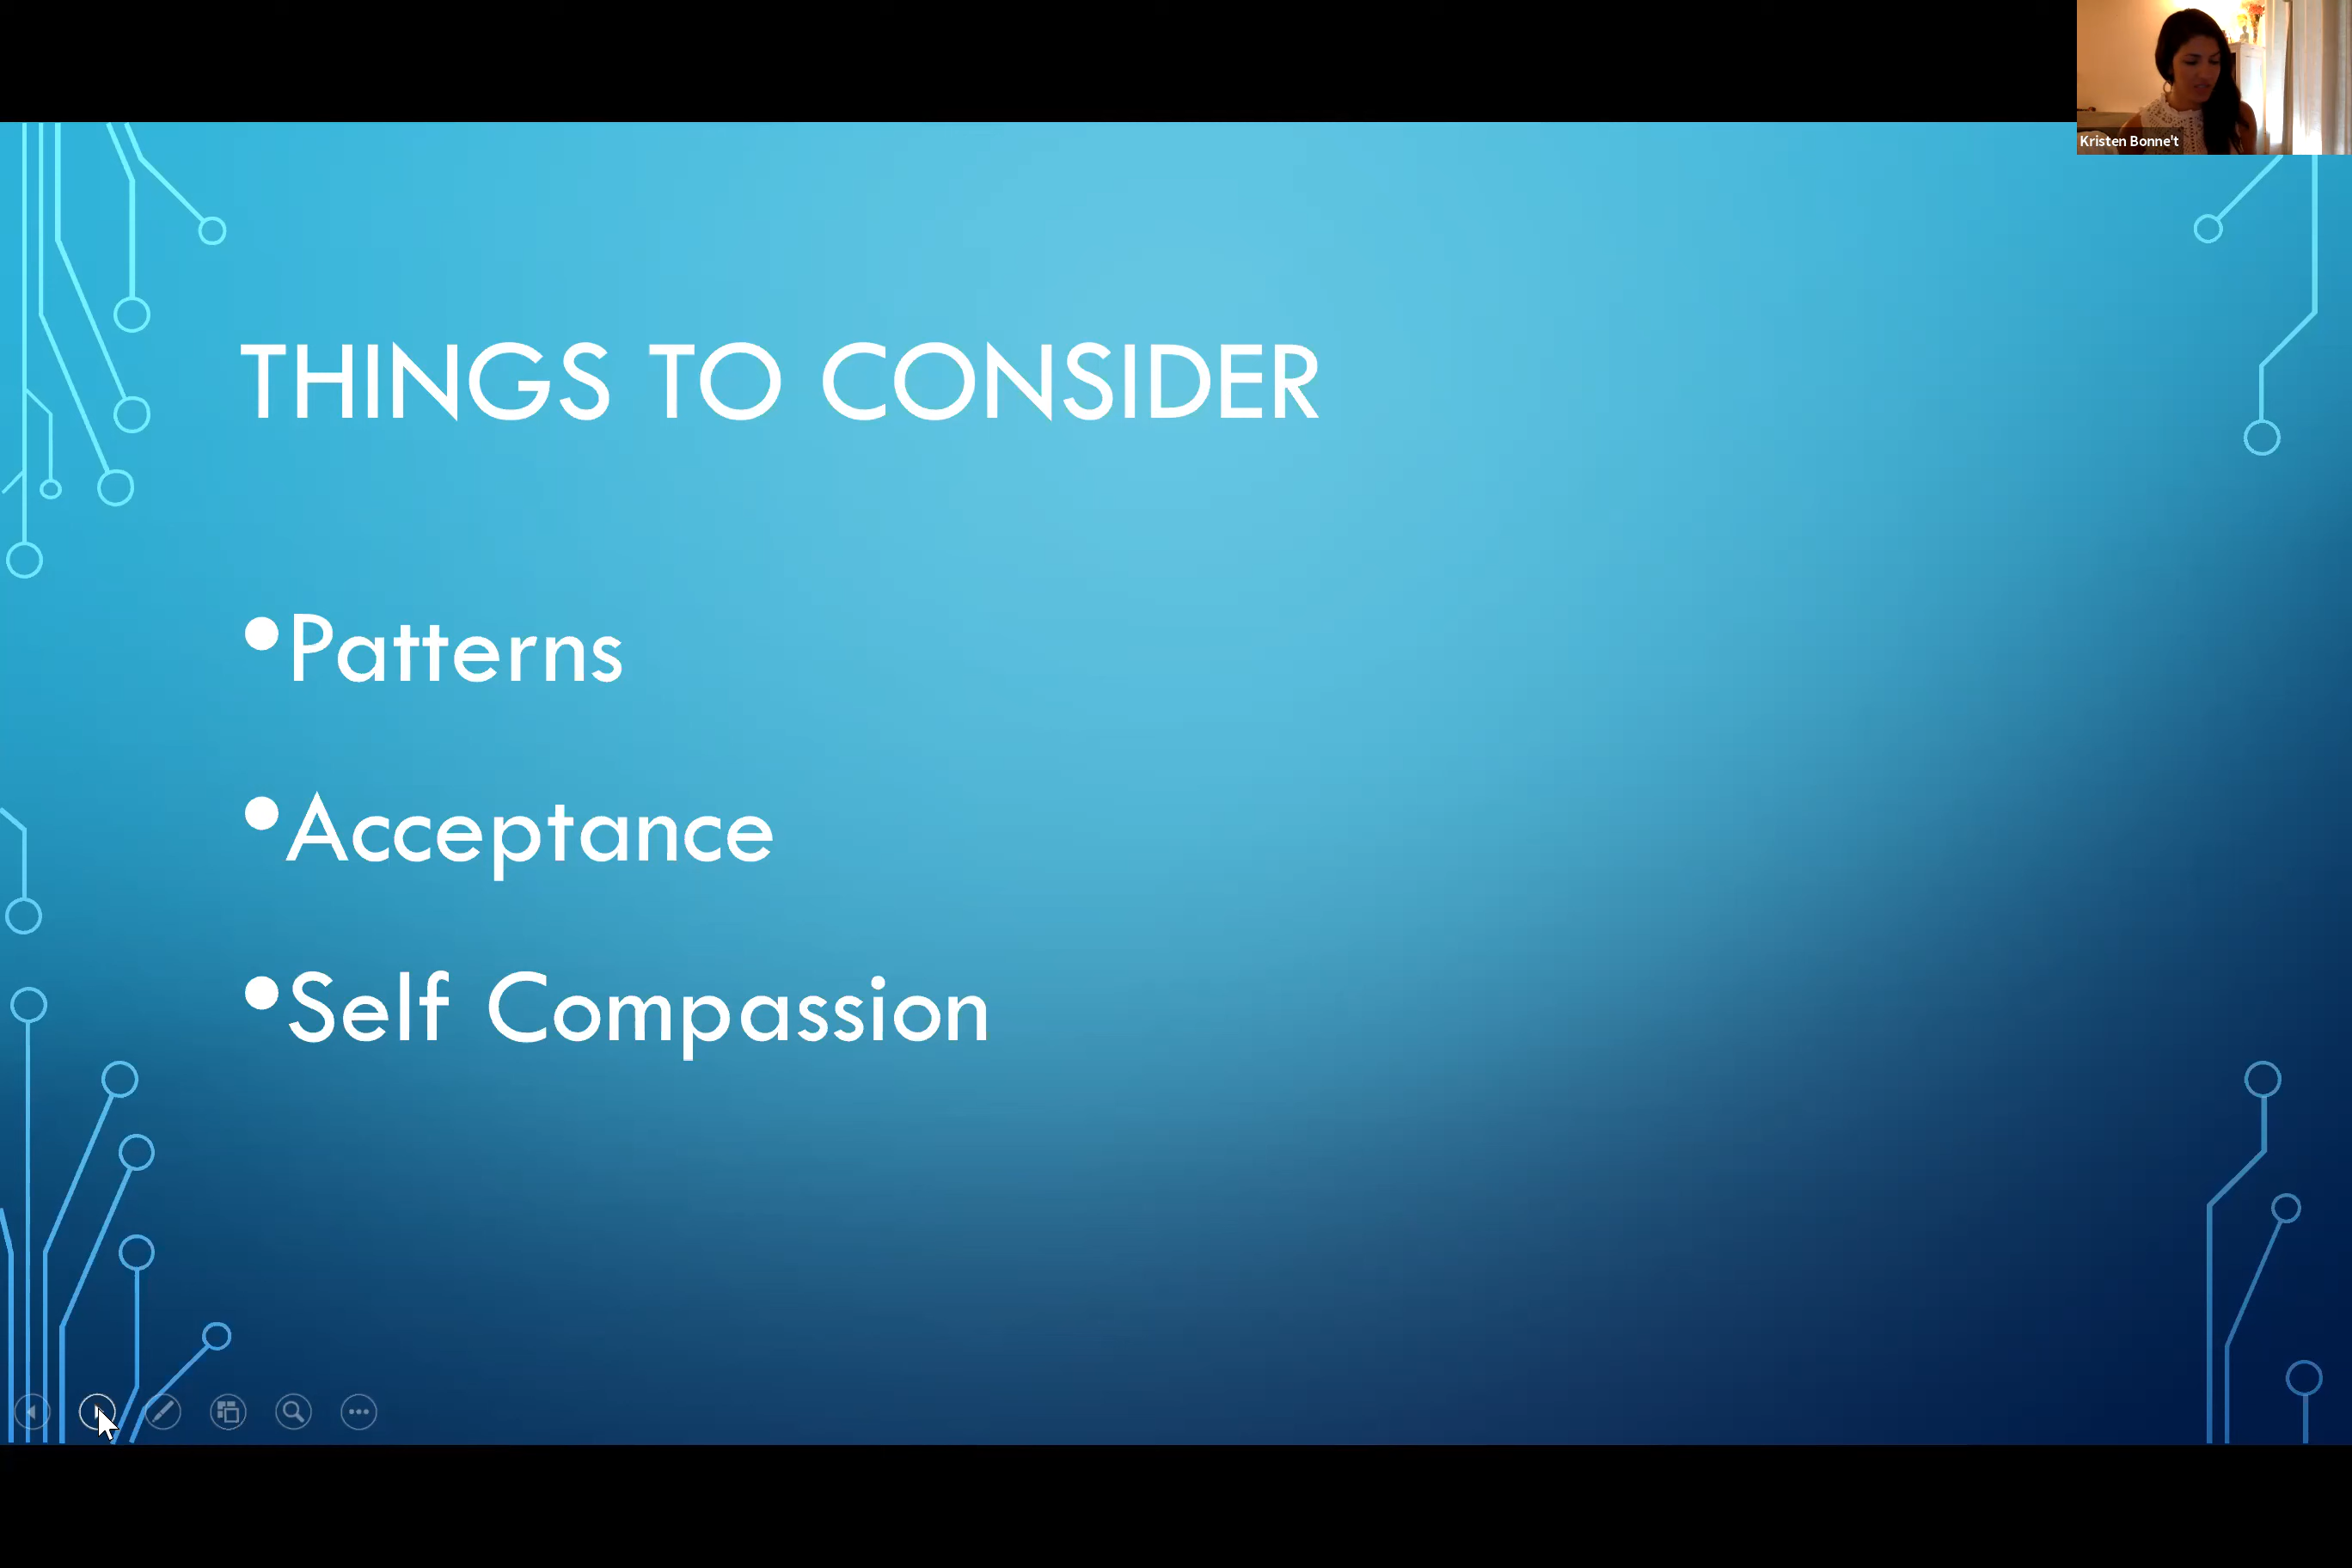 Kristen Bonne't
THINGS TO CONSIDER
•Patterns
•Acceptance
•Self Compassion